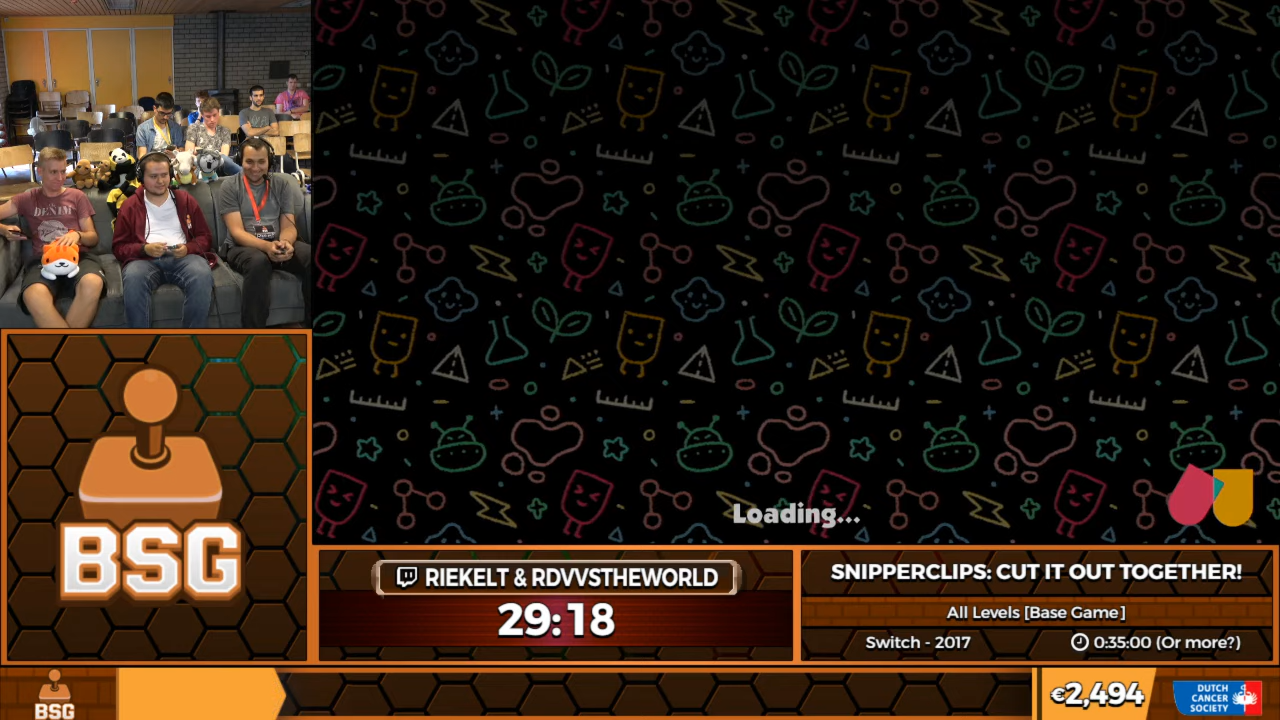 DENIM
Loading...
BSG
RIEKELT & RDVVSTHEWORLD
29:18
SNIPPERCLIPS: CUT IT OUT TOGETHER!
All Levels [Base Game]
Switch - 2017
0:35:00 (Or more?)
BSG
€2,494
DUTCH
CANCER
SOCIETY